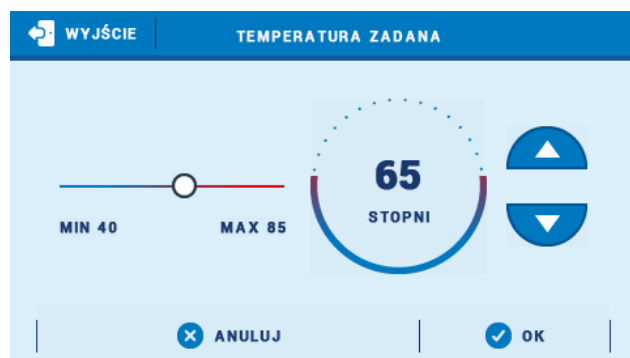 WYJŚCIE
TEMPERATURA ZADANA
65
STOPNI
MIN 40
MAX 85
ANULUJ
OK